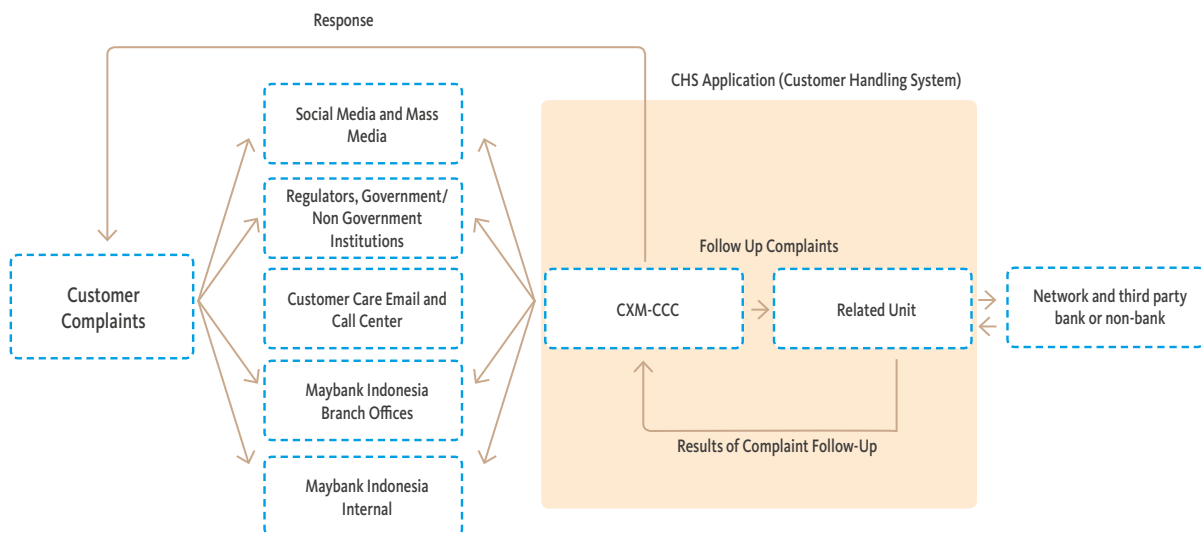 Response
CHS Application (Customer Handling System)
Social Media and Mass
Media
Regulators, Government/
Non Government
Institutions
Follow Up Complaints
Customer
Complaints
Customer Care Email and
Call Center
CXM-CCC
Related Unit
Network and third party
bank or non-bank
Maybank Indonesia
Branch Offices
Results of Complaint Follow-Up
Maybank Indonesia
Internal